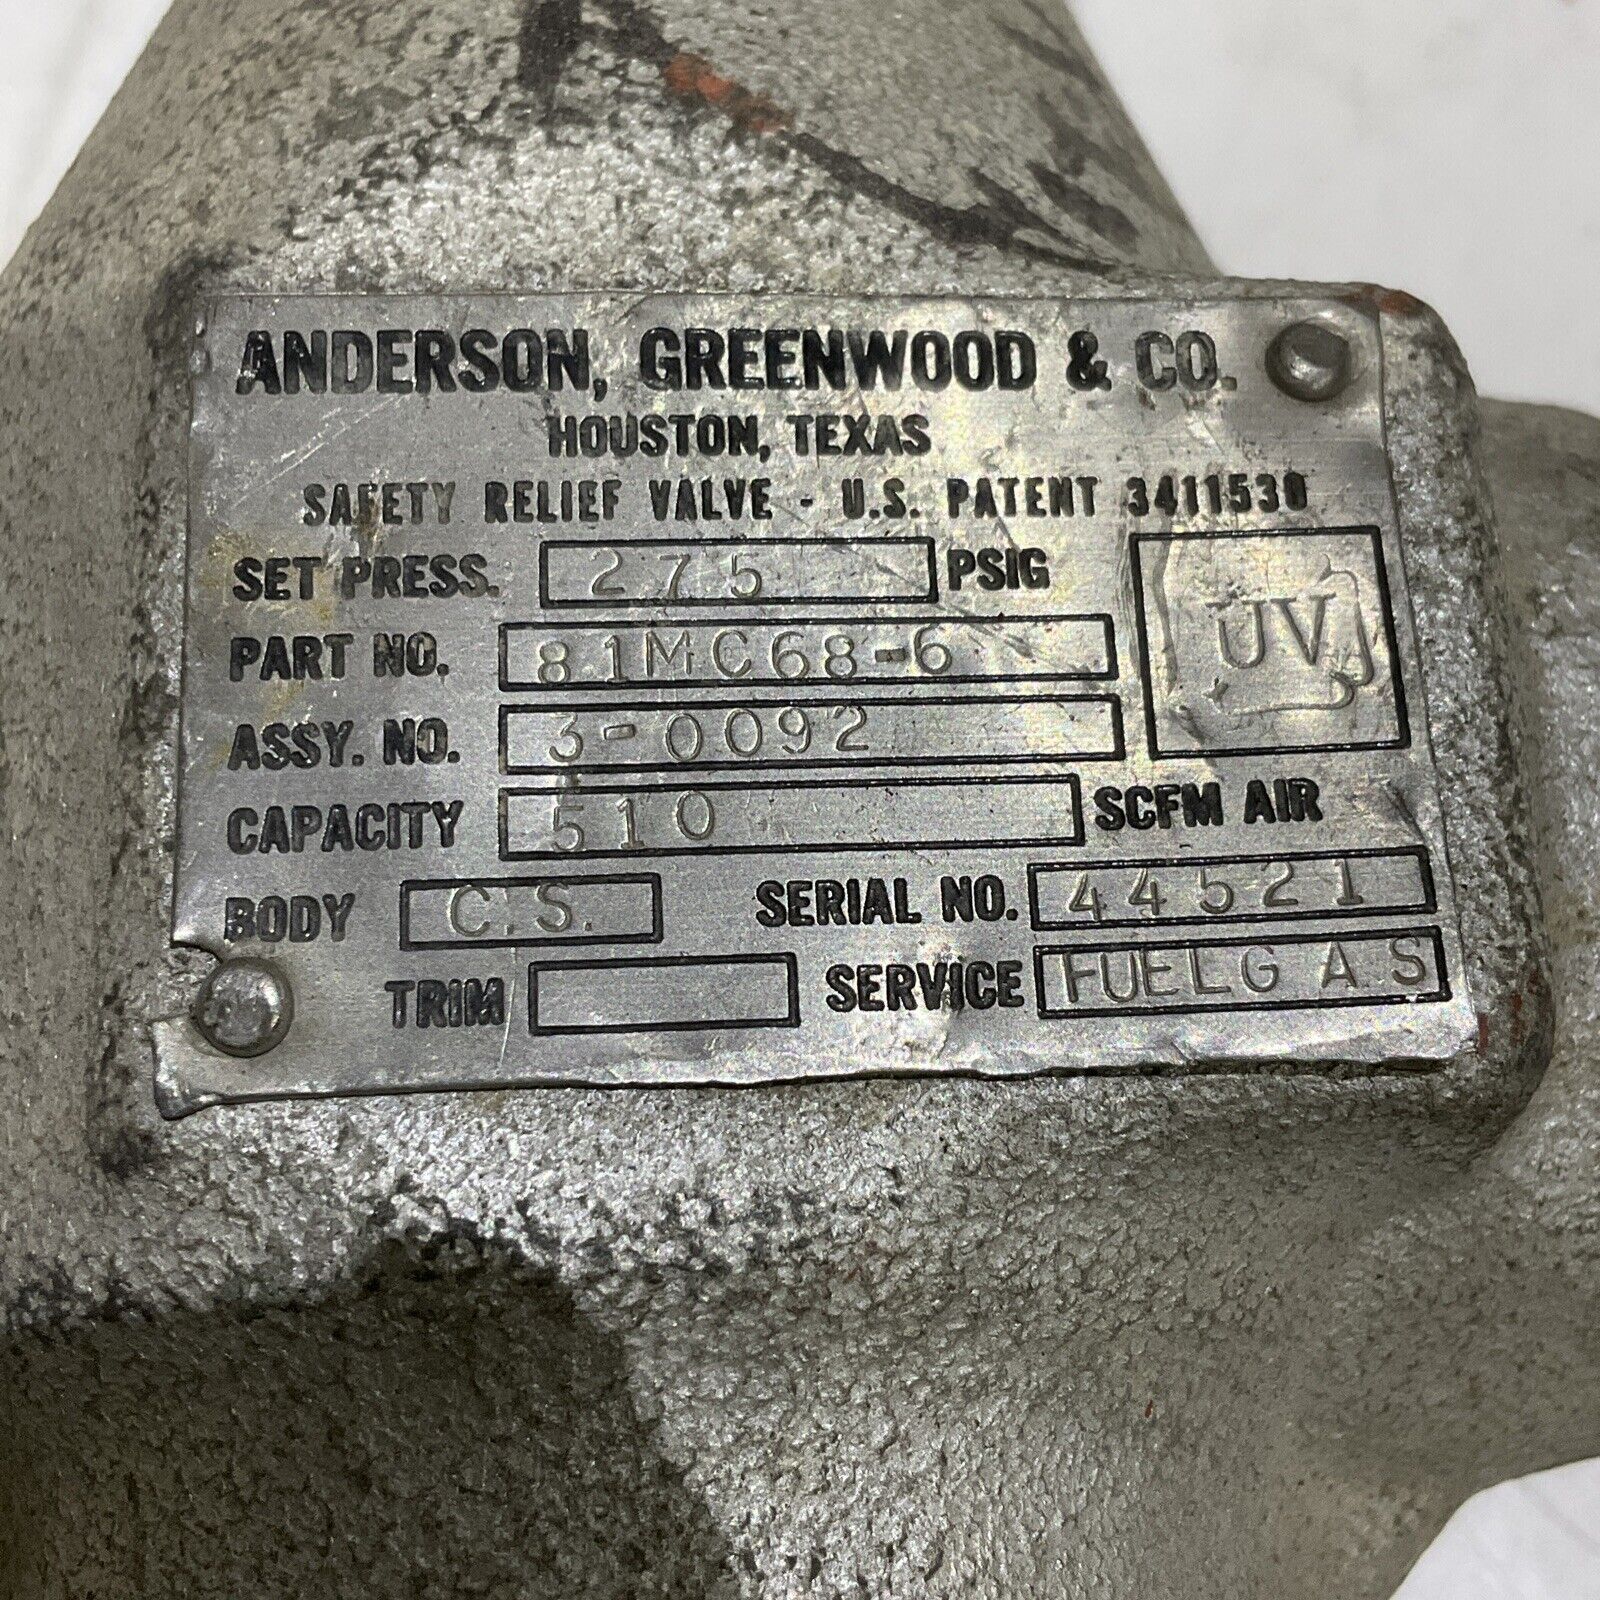 ANDERSON, GREENWOOD & CO.
HOUSTON, TEXAS
SAFETY RELIEF VALVE - U.S. PATENT 3411530
SET PRESS. 275 PSIG
UV
PART NO. 81MC68-6
ASSY. NO. 3-0092
CAPACITY 510 SCFM AIR
BODY C.S. SERIAL NO. 44521
TRIM SERVICE FUELGAS